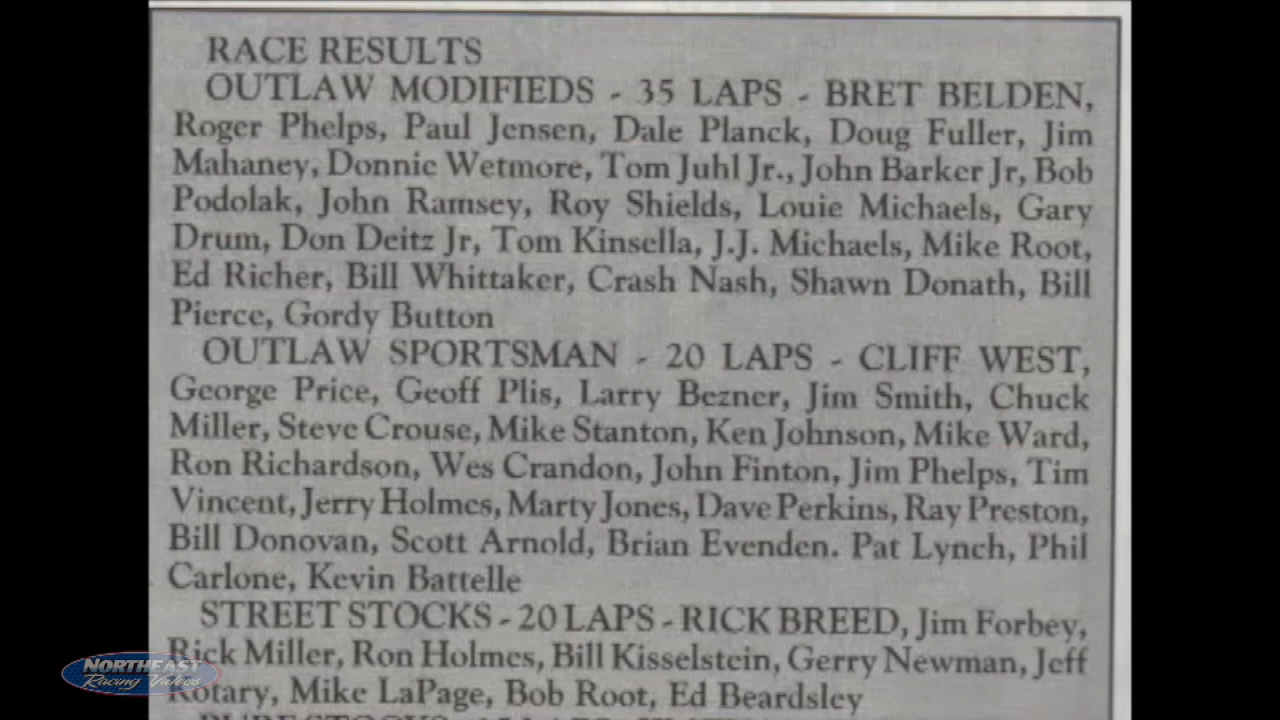 RACE RESULTS
OUTLAW MODIFIEDS - 35 LAPS - BRET BELDEN,
Roger Phelps, Paul Jensen, Dale Planck, Doug Fuller, Jim
Mahaney, Donnie Wetmore, Tom Juhl Jr., John Barker Jr, Bob
Podolak, John Ramsey, Roy Shields, Louie Michaels, Gary
Drum, Don Deitz Jr, Tom Kinsella, J.J. Michaels, Mike Root,
Ed Richer, Bill Whittaker, Crash Nash, Shawn Donath, Bill
Pierce, Gordy Button
OUTLAW SPORTSMAN - 20 LAPS - CLIFF WEST,
George Price, Geoff Plis, Larry Bezner, Jim Smith, Chuck
Miller, Steve Crouse, Mike Stanton, Ken Johnson, Mike Ward,
Ron Richardson, Wes Crandon, John Finton, Jim Phelps, Tim
Vincent, Jerry Holmes, Marty Jones, Dave Perkins, Ray Preston,
Bill Donovan, Scott Arnold, Brian Evenden. Pat Lynch, Phil
Carlone, Kevin Battelle
STREET STOCKS - 20 LAPS - RICK BREED, Jim Forbey,
Rick Miller, Ron Holmes, Bill Kisselstein, Gerry Newman, Jeff
Rotary, Mike LaPage, Bob Root, Ed Beardsley
NORTHEAST
Racing Videos